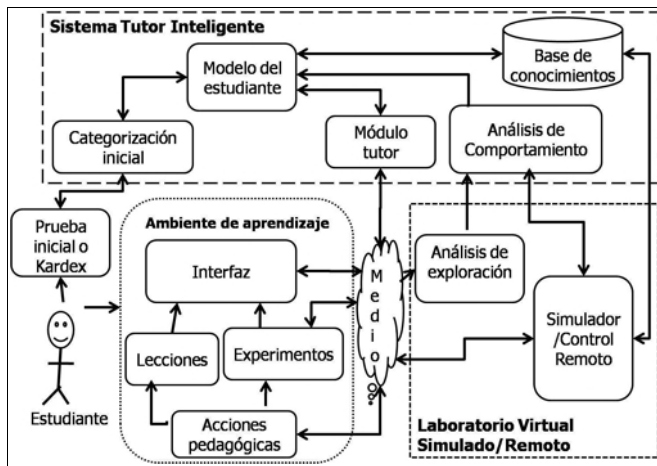 Sistema Tutor Inteligente
Modelo del
estudiante
Base de
conocimientos
Categorización
inicial
Módulo
tutor
Análisis de
Comportamiento
Prueba
inicial o
Kardex
Ambiente de aprendizaje
Interfaz
Medio
Análisis de
exploración
Simulador
/Control
Remoto
Lecciones
Experimentos
Estudiante
Acciones
pedagógicas
Laboratorio Virtual
Simulado/Remoto